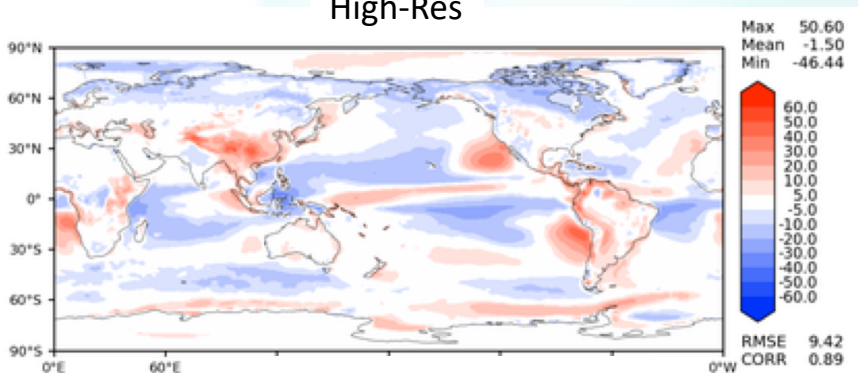 High-Res
Max 50.60
Mean -1.50
Min -46.44
90°N
60°N
30°N
0°
30°S
60°S
90°S
0°E
60°E
0°W
60.0
50.0
40.0
30.0
20.0
10.0
5.0
-5.0
-10.0
-20.0
-30.0
-40.0
-50.0
-60.0
RMSE 9.42
CORR 0.89